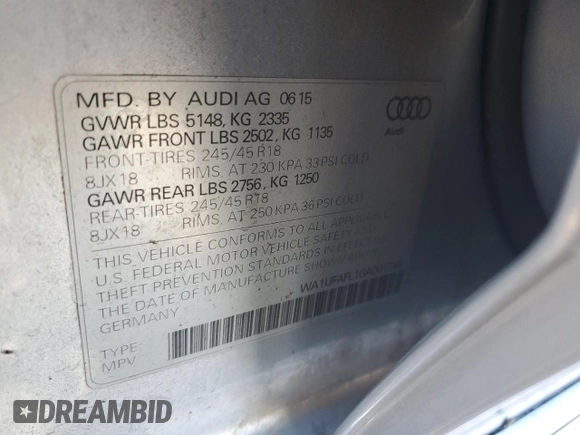 MFD. BY AUDI AG 06 15
GVWR LBS 5148, KG 2335
GAWR FRONT LBS 2502, KG 1135
FRONT-TIRES 245/45 R18
8JX18 RIMS, AT 230 KPA 33 PSI COLD
GAWR REAR LBS 2756, KG 1250
REAR-TIRES 245/45 R18
8JX18 RIMS, AT 250 KPA 36 PSI COLD
THIS VEHICLE CONFORMS TO ALL APPLICABLE
FEDERAL MOTOR VEHICLE SAFETY AND
THEFT PREVENTION STANDARDS IN EFFECT ON
THE DATE OF MANUFACTURE SHOWN
GERMANY
TYPE
MPV
Audi
DREAMBID